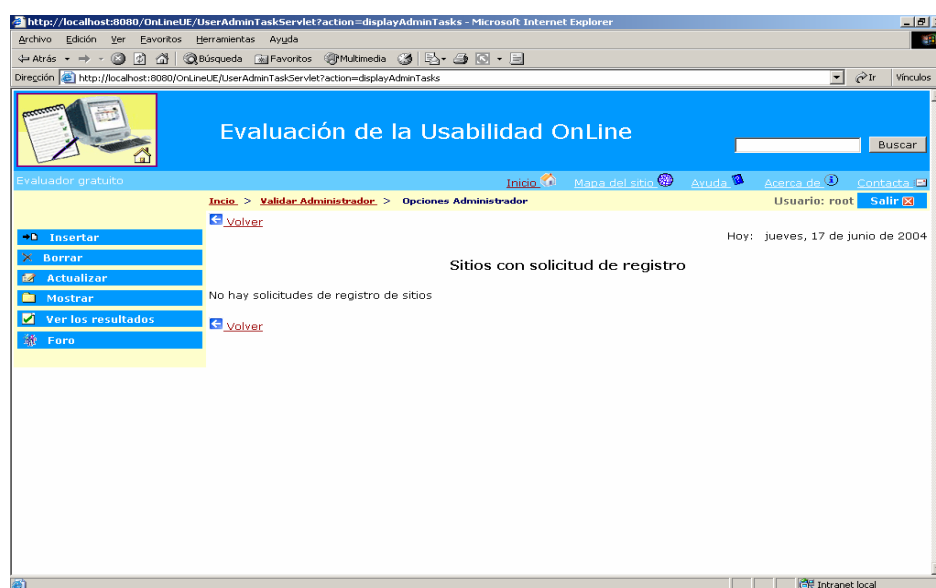 http://localhost:8080/OnLineUE/UserAdminTaskServlet?action=displayAdminTasks - Microsoft Internet Explorer
Archivo Edición Ver Favoritos Herramientas Ayuda
Atrás Búsqueda Favoritos Multimedia
Dirección http://localhost:8080/OnLineUE/UserAdminTaskServlet?action=displayAdminTasks Ir Vínculos
Evaluación de la Usabilidad OnLine
Buscar
Evaluador gratuito Inicio Mapa del sitio Ayuda Acerca de Contacta
Incio > Validar Administrador > Opciones Administrador Usuario: root Salir
Volver
Hoy: jueves, 17 de junio de 2004
Insertar
Borrar
Actualizar
Mostrar
Ver los resultados
Foro
Sitios con solicitud de registro
No hay solicitudes de registro de sitios
Volver
Intranet local